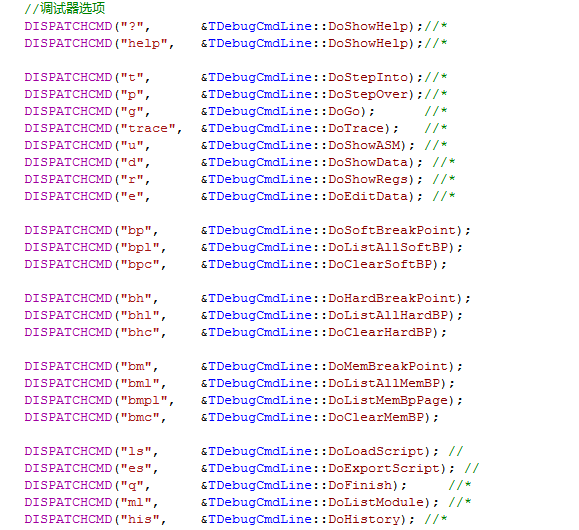 //调试器选项
DISPATCHCMD("?", &TDebugCmdLine::DoShowHelp);//*
DISPATCHCMD("help", &TDebugCmdLine::DoShowHelp);//*
DISPATCHCMD("t", &TDebugCmdLine::DoStepInto);//*
DISPATCHCMD("p", &TDebugCmdLine::DoStepOver);//*
DISPATCHCMD("g", &TDebugCmdLine::DoGo); //*
DISPATCHCMD("trace", &TDebugCmdLine::DoTrace); //*
DISPATCHCMD("u", &TDebugCmdLine::DoShowASM); //*
DISPATCHCMD("d", &TDebugCmdLine::DoShowData); //*
DISPATCHCMD("r", &TDebugCmdLine::DoShowRegs); //*
DISPATCHCMD("e", &TDebugCmdLine::DoEditData); //*
DISPATCHCMD("bp", &TDebugCmdLine::DoSoftBreakPoint);
DISPATCHCMD("bpl", &TDebugCmdLine::DoListAllSoftBP);
DISPATCHCMD("bpc", &TDebugCmdLine::DoClearSoftBP);
DISPATCHCMD("bh", &TDebugCmdLine::DoHardBreakPoint);
DISPATCHCMD("bhl", &TDebugCmdLine::DoListAllHardBP);
DISPATCHCMD("bhc", &TDebugCmdLine::DoClearHardBP);
DISPATCHCMD("bm", &TDebugCmdLine::DoMemBreakPoint);
DISPATCHCMD("bml", &TDebugCmdLine::DoListAllMemBP);
DISPATCHCMD("bmpl", &TDebugCmdLine::DoListMemBpPage);
DISPATCHCMD("bmc", &TDebugCmdLine::DoClearMemBP);
DISPATCHCMD("ls", &TDebugCmdLine::DoLoadScript); //
DISPATCHCMD("es", &TDebugCmdLine::DoExportScript); //
DISPATCHCMD("q", &TDebugCmdLine::DoFinish); //*
DISPATCHCMD("ml", &TDebugCmdLine::DoListModule); //*
DISPATCHCMD("his", &TDebugCmdLine::DoHistory); //*